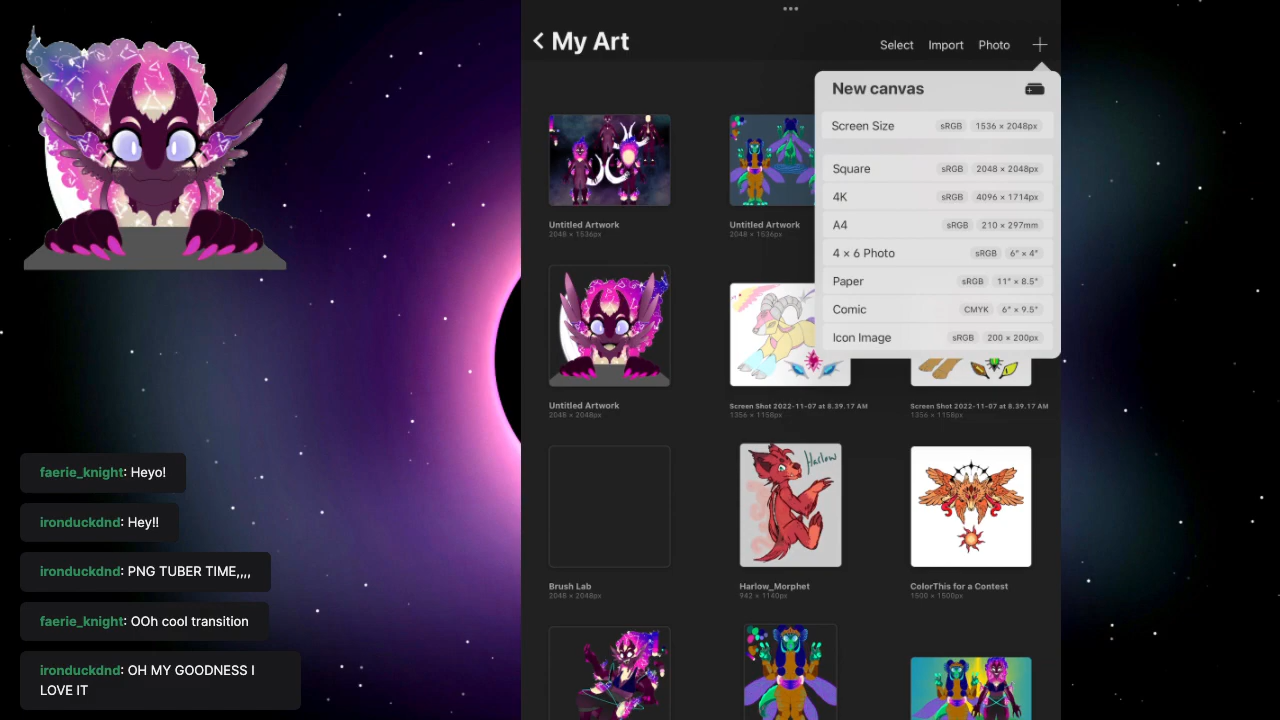 My Art
Select Import Photo
New canvas
Screen Size sRGB 1536 × 2048px
Square sRGB 2048 × 2048px
4K sRGB 4096 × 1714px
A4 sRGB 210 × 297mm
4 × 6 Photo sRGB 6" × 4"
Paper sRGB 11" × 8.5"
Comic CMYK 6" × 9.5"
Icon Image sRGB 200 × 200px
Untitled Artwork
2048 × 1536px
Untitled Artwork
2048 × 1536px
Untitled Artwork
2048 × 2048px
Screen Shot 2022-11-07 at 8.39.17 AM
1356 × 1158px
Screen Shot 2022-11-07 at 8.39.17 AM
1356 × 1158px
Harlow
Brush Lab
2048 × 2048px
Harlow_Morphet
942 × 1140px
ColorThis for a Contest
1500 × 1500px
faerie_knight: Heyo!
ironduckdnd: Hey!!
ironduckdnd: PNG TUBER TIME,,,,
faerie_knight: OOh cool transition
ironduckdnd: OH MY GOODNESS I
LOVE IT